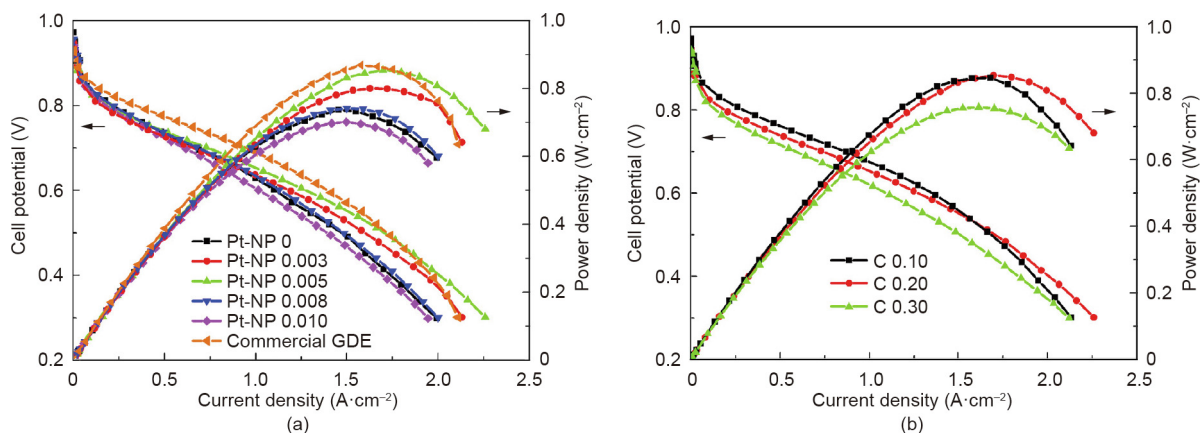 1.0
0.8
0.6
0.4
0.2
Cell potential (V)
0
0.5
1.0
1.5
2.0
2.5
Current density (A·cm⁻²)
1.0
0.8
0.6
0.4
0.2
0
Power density (W·cm⁻²)
Pt-NP 0
Pt-NP 0.003
Pt-NP 0.005
Pt-NP 0.008
Pt-NP 0.010
Commercial GDE
(a)
1.0
0.8
0.6
0.4
0.2
Cell potential (V)
0
0.5
1.0
1.5
2.0
2.5
Current density (A·cm⁻²)
1.0
0.8
0.6
0.4
0.2
0
Power density (W·cm⁻²)
C 0.10
C 0.20
C 0.30
(b)